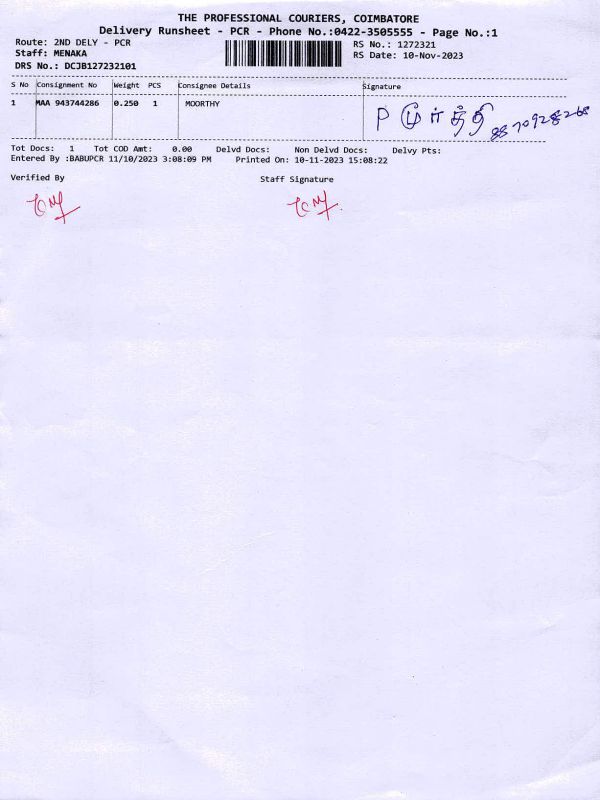 THE PROFESSIONAL COURIERS, COIMBATORE
Delivery Runsheet - PCR - Phone No.:0422-3505555 - Page No.:1
Route: 2ND DELY - PCR RS No.: 1272321
Staff: MENAKA RS Date: 10-Nov-2023
DRS No.: DCJB127232101
S No Consignment No Weight PCS Consignee Details Signature
1 MAA 943744286 0.250 1 MOORTHY P மூர்த்தி 8870928268
Tot Docs: 1 Tot COD Amt: 0.00 Delvd Docs: Non Delvd Docs: Delvy Pts:
Entered By :BABUPCR 11/10/2023 3:08:09 PM Printed On: 10-11-2023 15:08:22
Verified By Staff Signature